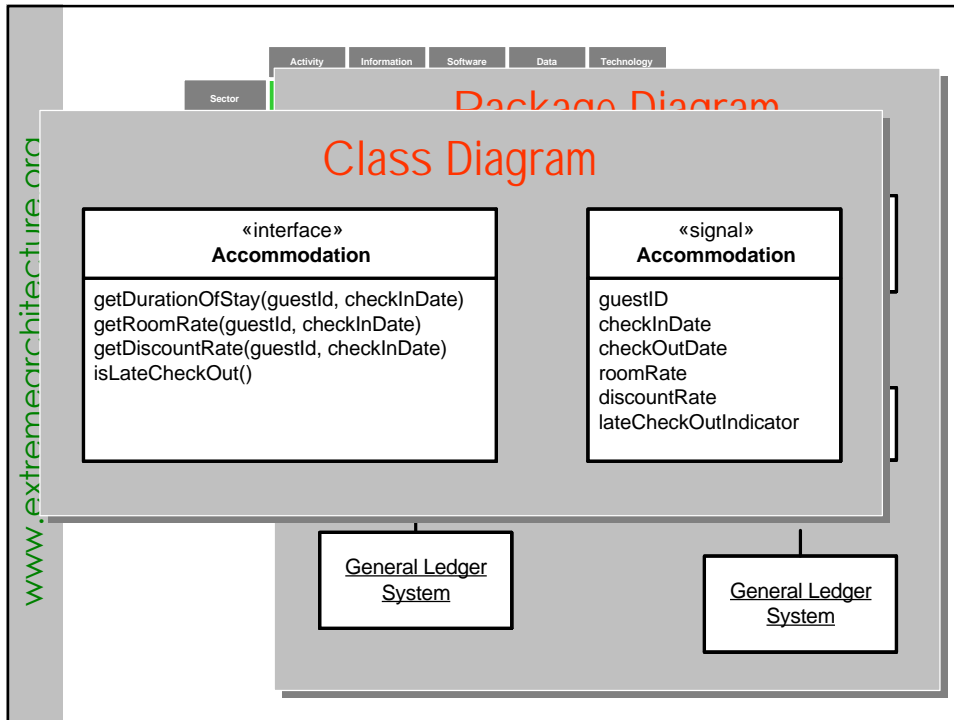 www.extremearchitecture.org
Activity
Information
Software
Data
Technology
Sector
Package Diagram
Class Diagram
«interface»
Accommodation
getDurationOfStay(guestId, checkInDate)
getRoomRate(guestId, checkInDate)
getDiscountRate(guestId, checkInDate)
isLateCheckOut()
«signal»
Accommodation
guestID
checkInDate
checkOutDate
roomRate
discountRate
lateCheckOutIndicator
General Ledger
System
General Ledger
System